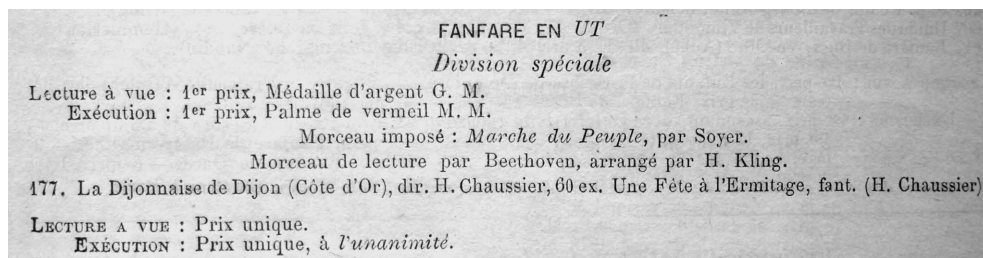 FANFARE EN UT
Division spéciale
Lecture à vue : 1er prix, Médaille d'argent G. M.
Exécution : 1er prix, Palme de vermeil M. M.
Morceau imposé : Marche du Peuple, par Soyer.
Morceau de lecture par Beethoven, arrangé par H. Kling.
177. La Dijonnaise de Dijon (Côte d'Or), dir. H. Chaussier, 60 ex. Une Fête à l'Ermitage, fant. (H. Chaussier)
LECTURE A VUE : Prix unique.
EXÉCUTION : Prix unique, à l'unanimité.